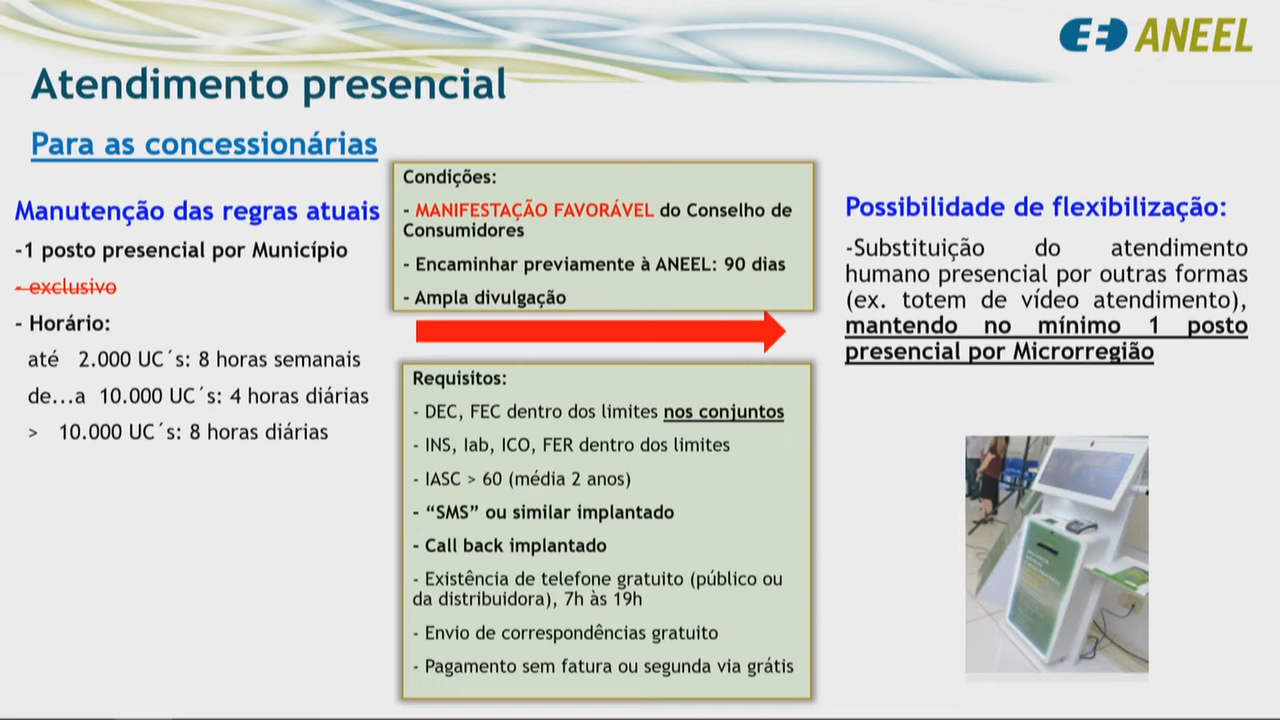 ANEEL
Atendimento presencial
Para as concessionárias
Manutenção das regras atuais
-1 posto presencial por Município
- exclusivo
- Horário:
até 2.000 UC´s: 8 horas semanais
de...a 10.000 UC´s: 4 horas diárias
> 10.000 UC´s: 8 horas diárias
Condições:
- MANIFESTAÇÃO FAVORÁVEL do Conselho de
Consumidores
- Encaminhar previamente à ANEEL: 90 dias
- Ampla divulgação
Requisitos:
- DEC, FEC dentro dos limites nos conjuntos
- INS, Iab, ICO, FER dentro dos limites
- IASC > 60 (média 2 anos)
- “SMS” ou similar implantado
- Call back implantado
- Existência de telefone gratuito (público ou
da distribuidora), 7h às 19h
- Envio de correspondências gratuito
- Pagamento sem fatura ou segunda via grátis
Possibilidade de flexibilização:
-Substituição do atendimento
humano presencial por outras formas
(ex. totem de vídeo atendimento),
mantendo no mínimo 1 posto
presencial por Microrregião